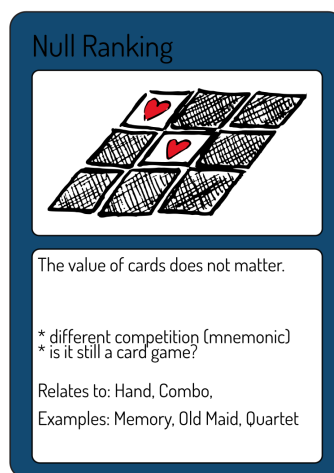 Null Ranking
The value of cards does not matter.
* different competition (mnemonic)
* is it still a card game?
Relates to: Hand, Combo,
Examples: Memory, Old Maid, Quartet